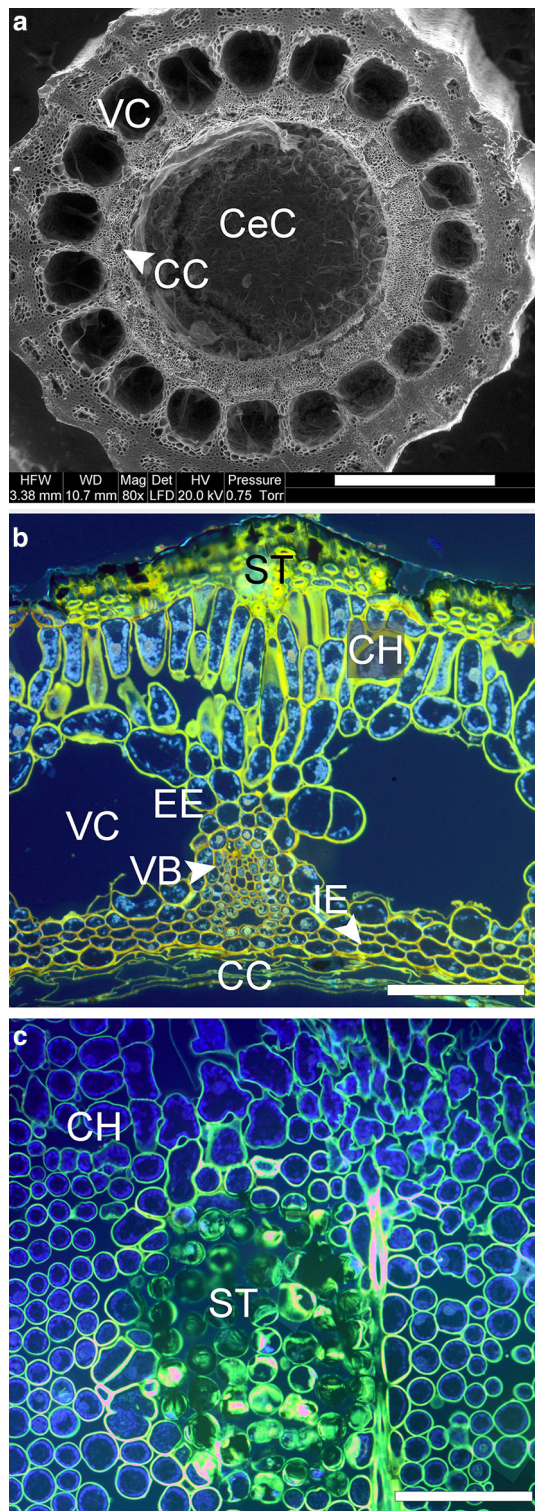 a
VC
CeC
CC
HFW WD Mag Det HV Pressure
3.38 mm 10.7 mm 80x LFD 20.0 kV 0.75 Torr
b
ST
CH
EE
VC
VB
IE
CC
c
CH
ST